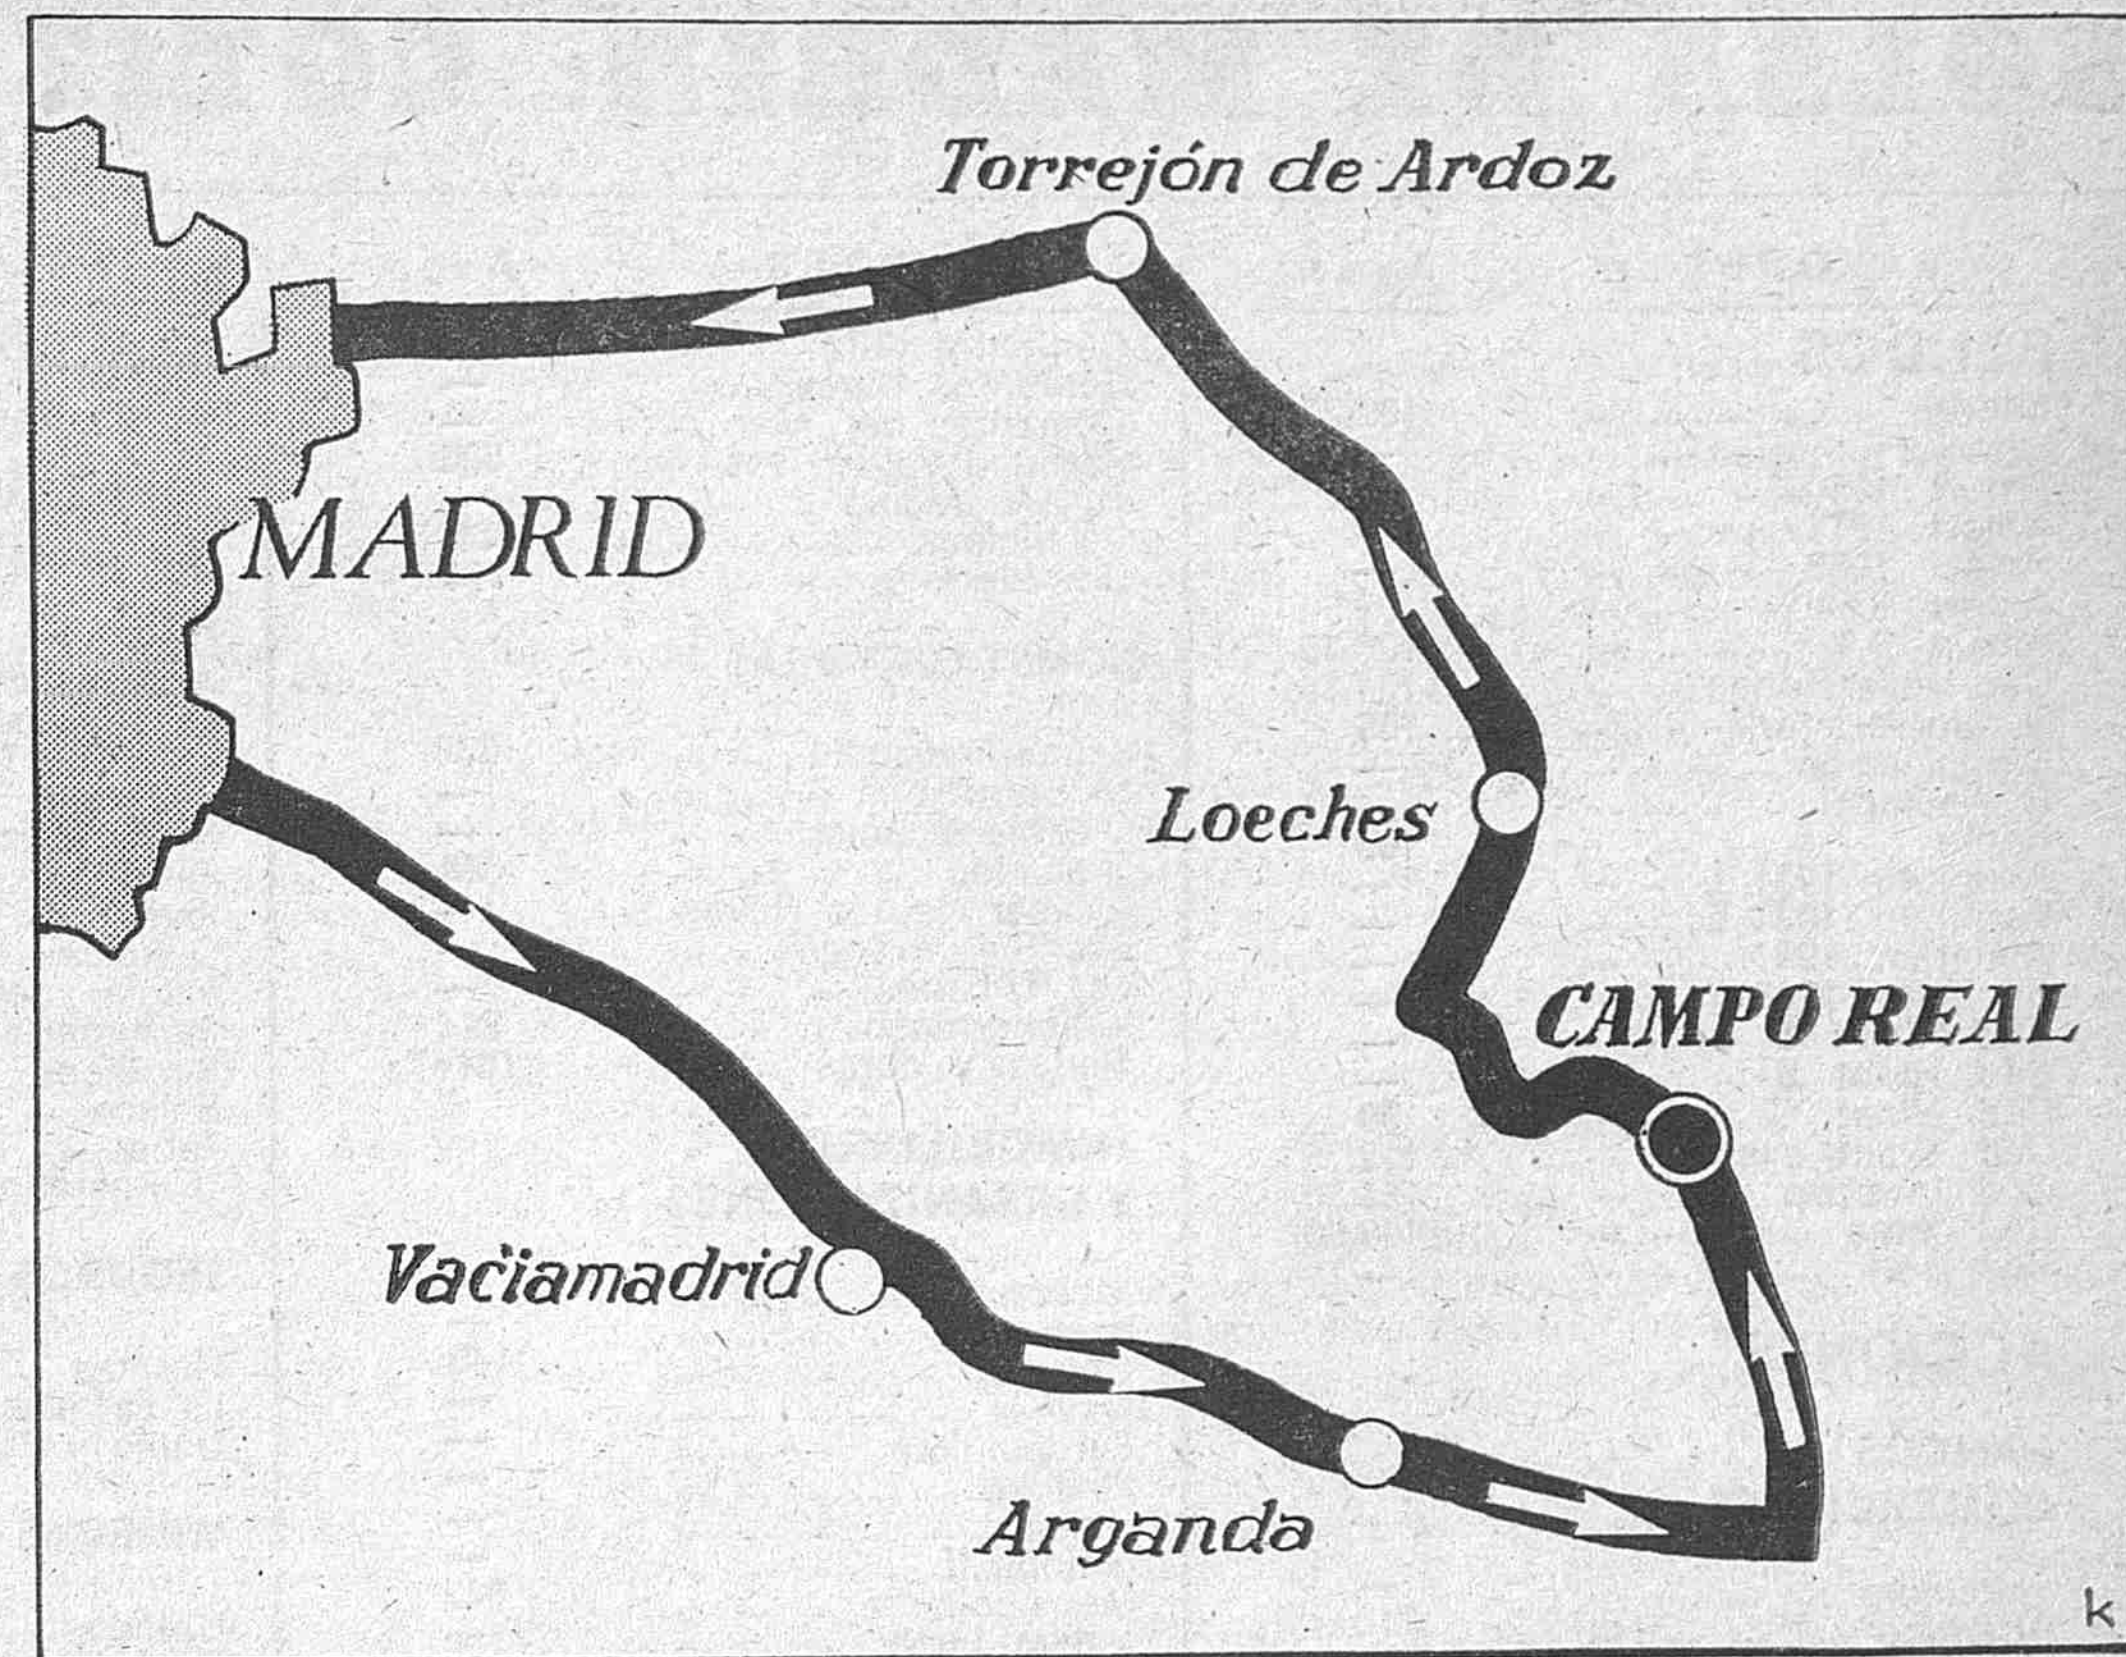 Torrejón de Ardoz
MADRID
Loeches
CAMPO REAL
Vaciamadrid
Arganda
k